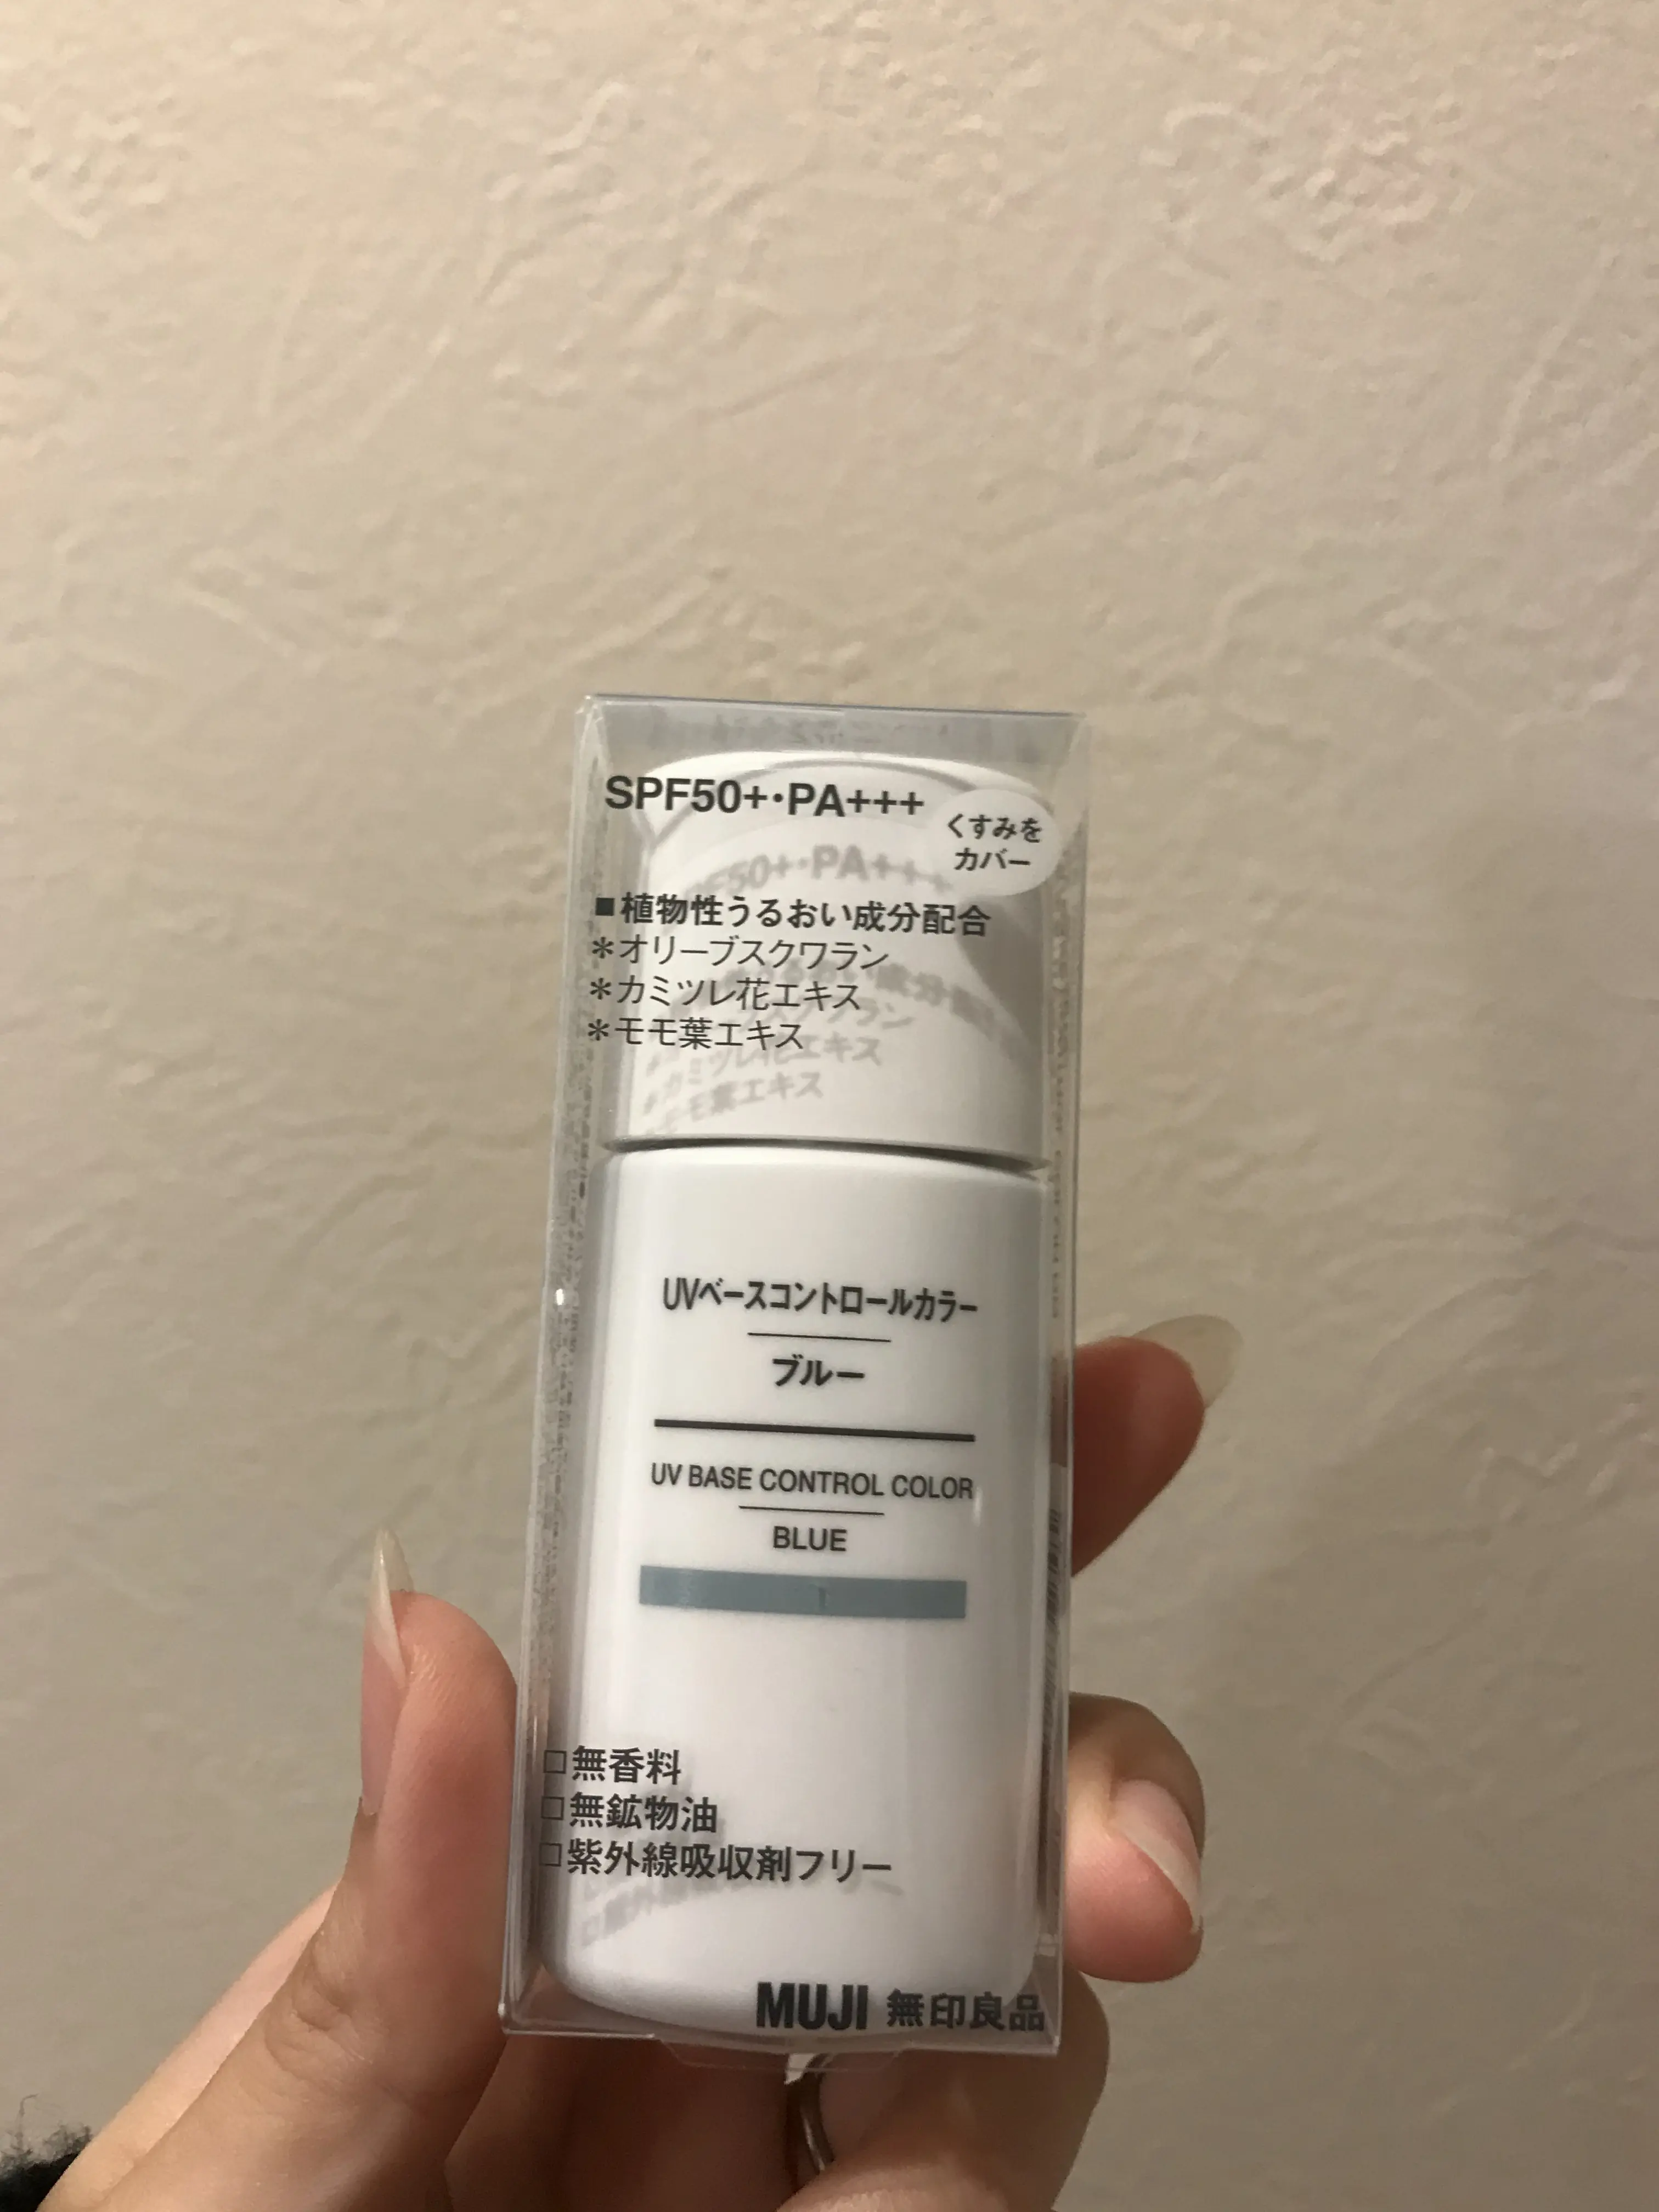 SPF50+・PA+++
くすみを
カバー
■植物性うるおい成分配合
＊オリーブスクワラン
＊カミツレ花エキス
＊モモ葉エキス
UVベースコントロールカラー
ブルー
UV BASE CONTROL COLOR
BLUE
□無香料
□無鉱物油
□紫外線吸収剤フリー
MUJI 無印良品